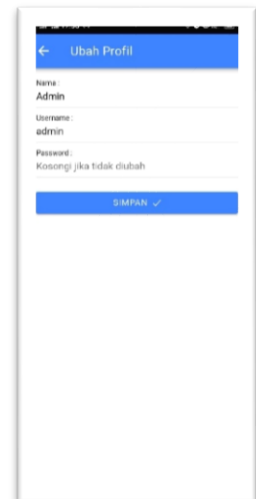 Ubah Profil
Nama :
Admin
Username :
admin
Password :
Kosongi jika tidak diubah
SIMPAN